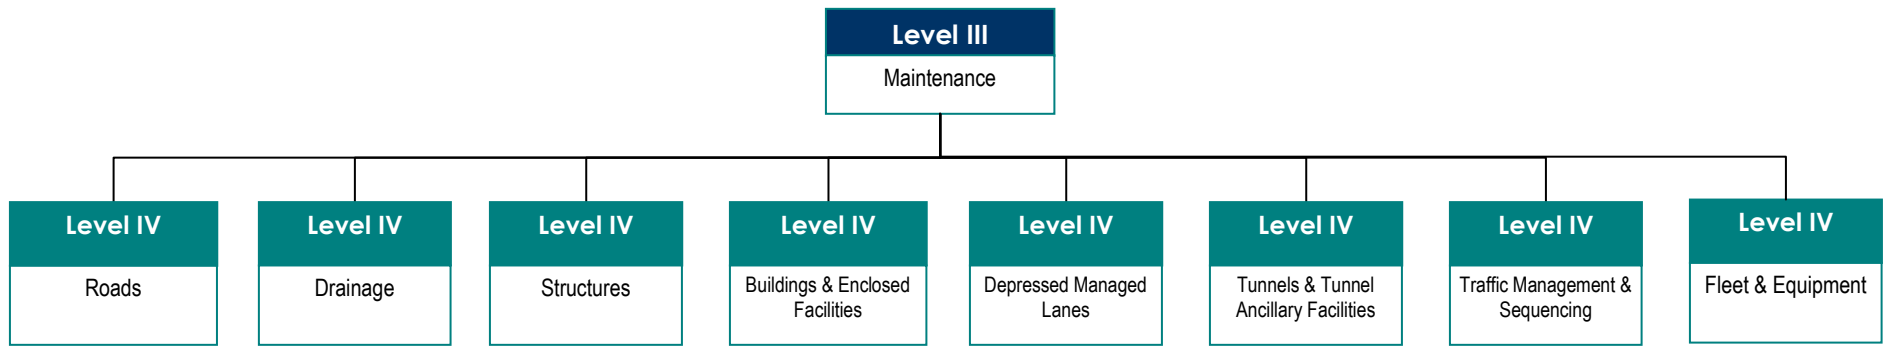 Level III
Maintenance
Level IV
Roads
Level IV
Drainage
Level IV
Structures
Level IV
Buildings & Enclosed
Facilities
Level IV
Depressed Managed
Lanes
Level IV
Tunnels & Tunnel
Ancillary Facilities
Level IV
Traffic Management &
Sequencing
Level IV
Fleet & Equipment